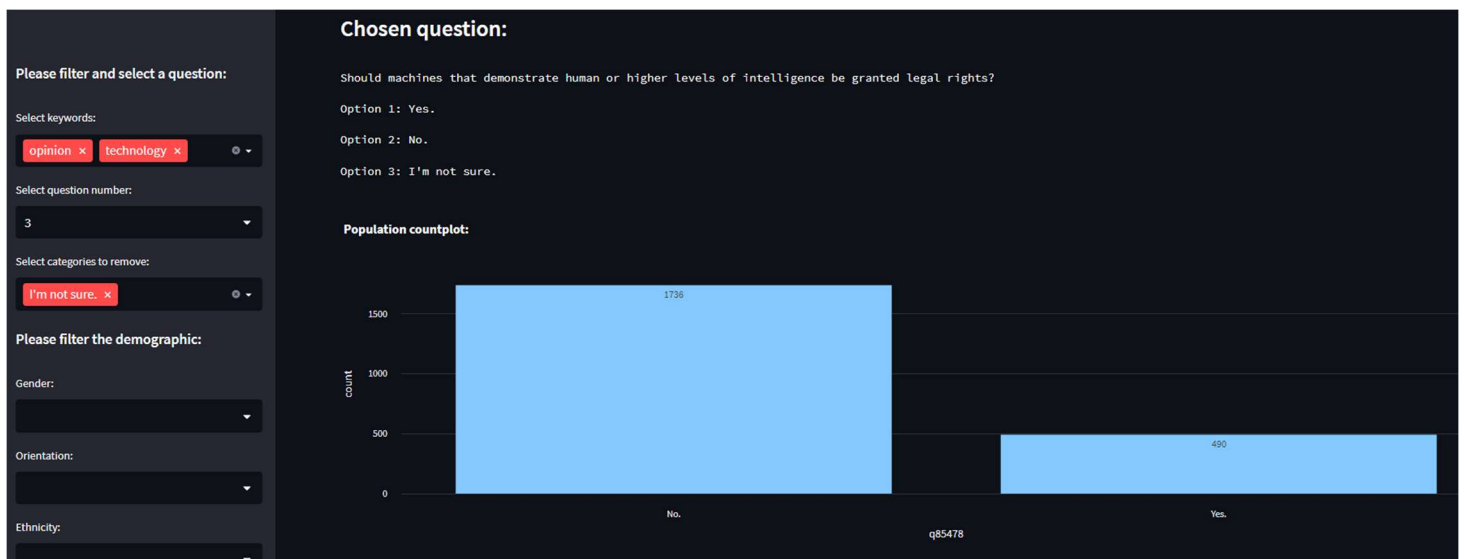 Please filter and select a question:
Select keywords:
opinion × technology ×
Select question number:
3
Select categories to remove:
I'm not sure. ×
Please filter the demographic:
Gender:
Orientation:
Ethnicity:
Chosen question:
Should machines that demonstrate human or higher levels of intelligence be granted legal rights?
Option 1: Yes.
Option 2: No.
Option 3: I'm not sure.
Population countplot:
1736
1500
1000
count
500
490
0
No. Yes.
q85478